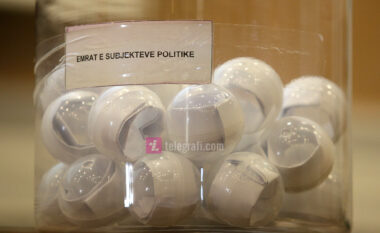 EMRAT E SUBJEKTEVE POLITIKE
telegrafi.com